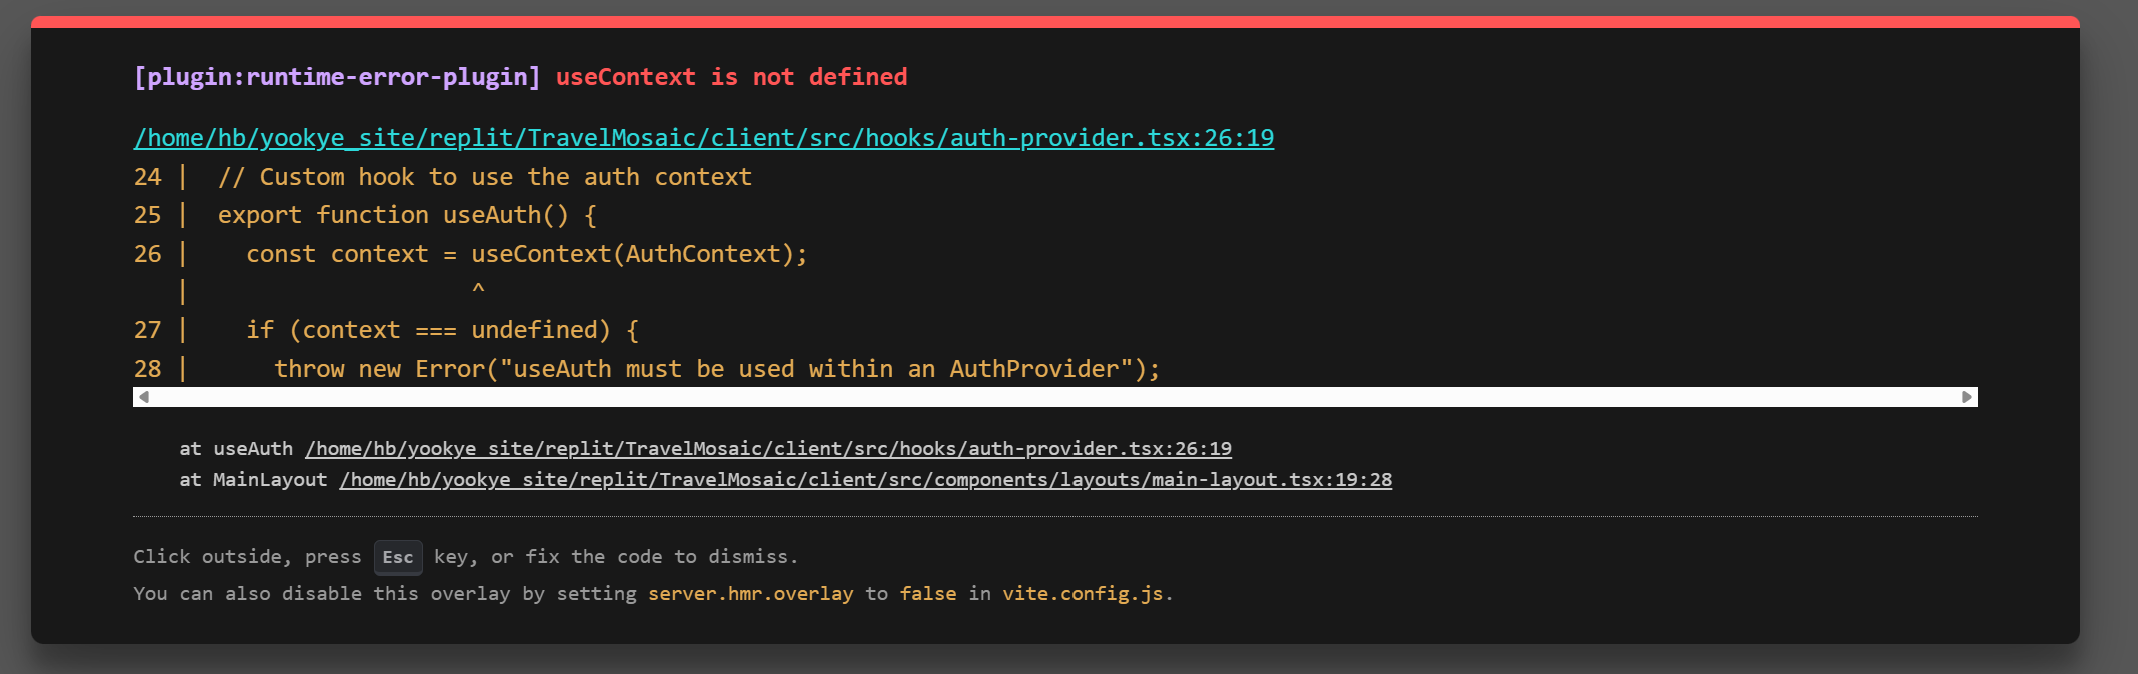 [plugin:runtime-error-plugin] useContext is not defined
/home/hb/yookye_site/replit/TravelMosaic/client/src/hooks/auth-provider.tsx:26:19
24 |  // Custom hook to use the auth context
25 |  export function useAuth() {
26 |    const context = useContext(AuthContext);
   |                    ^
27 |    if (context === undefined) {
28 |      throw new Error("useAuth must be used within an AuthProvider");
at useAuth /home/hb/yookye_site/replit/TravelMosaic/client/src/hooks/auth-provider.tsx:26:19
at MainLayout /home/hb/yookye_site/replit/TravelMosaic/client/src/components/layouts/main-layout.tsx:19:28
Click outside, press Esc key, or fix the code to dismiss.
You can also disable this overlay by setting server.hmr.overlay to false in vite.config.js.